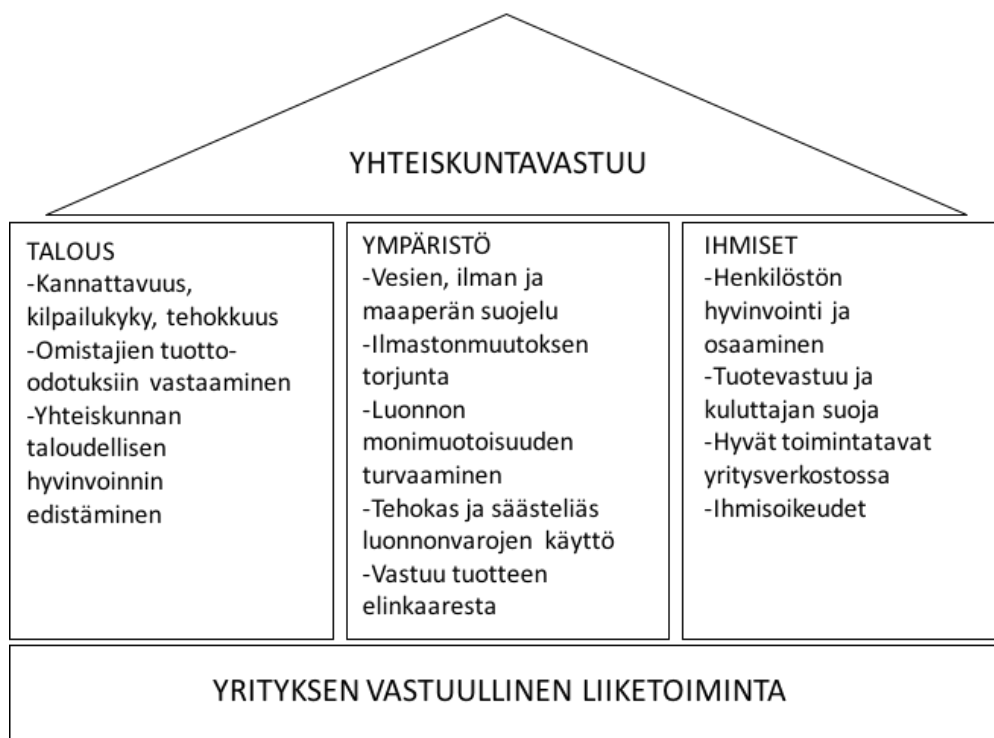 YHTEISKUNTAVASTUU
TALOUS
-Kannattavuus,
kilpailukyky, tehokkuus
-Omistajien tuotto-
odotuksiin vastaaminen
-Yhteiskunnan
taloudellisen
hyvinvoinnin
edistäminen
YMPÄRISTÖ
-Vesien, ilman ja
maaperän suojelu
-Ilmastonmuutoksen
torjunta
-Luonnon
monimuotoisuuden
turvaaminen
-Tehokas ja säästeliäs
luonnonvarojen käyttö
-Vastuu tuotteen
elinkaaresta
IHMISET
-Henkilöstön
hyvinvointi ja
osaaminen
-Tuotevastuu ja
kuluttajan suoja
-Hyvät toimintatavat
yritysverkostossa
-Ihmisoikeudet
YRITYKSEN VASTUULLINEN LIIKETOIMINTA